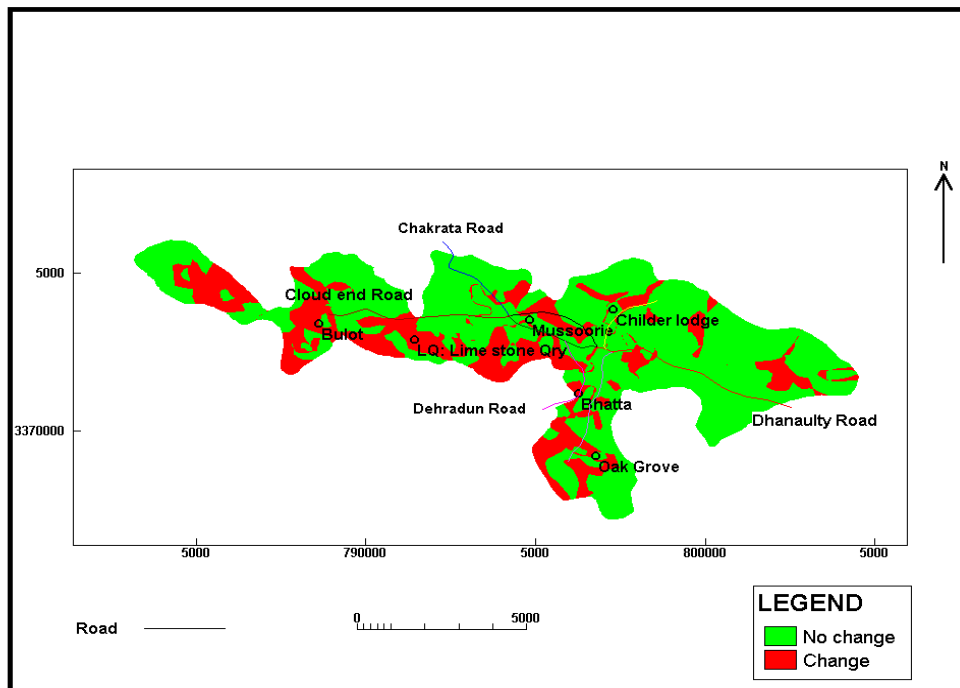 N
Chakrata Road
5000
Cloud end Road
Childer lodge
Bulot
Mussoorie
LQ: Lime stone Qry
Dehradun Road
Bhatta
Dhanaulty Road
3370000
Oak Grove
5000
790000
5000
800000
5000
LEGEND
No change
Change
Road
0
5000